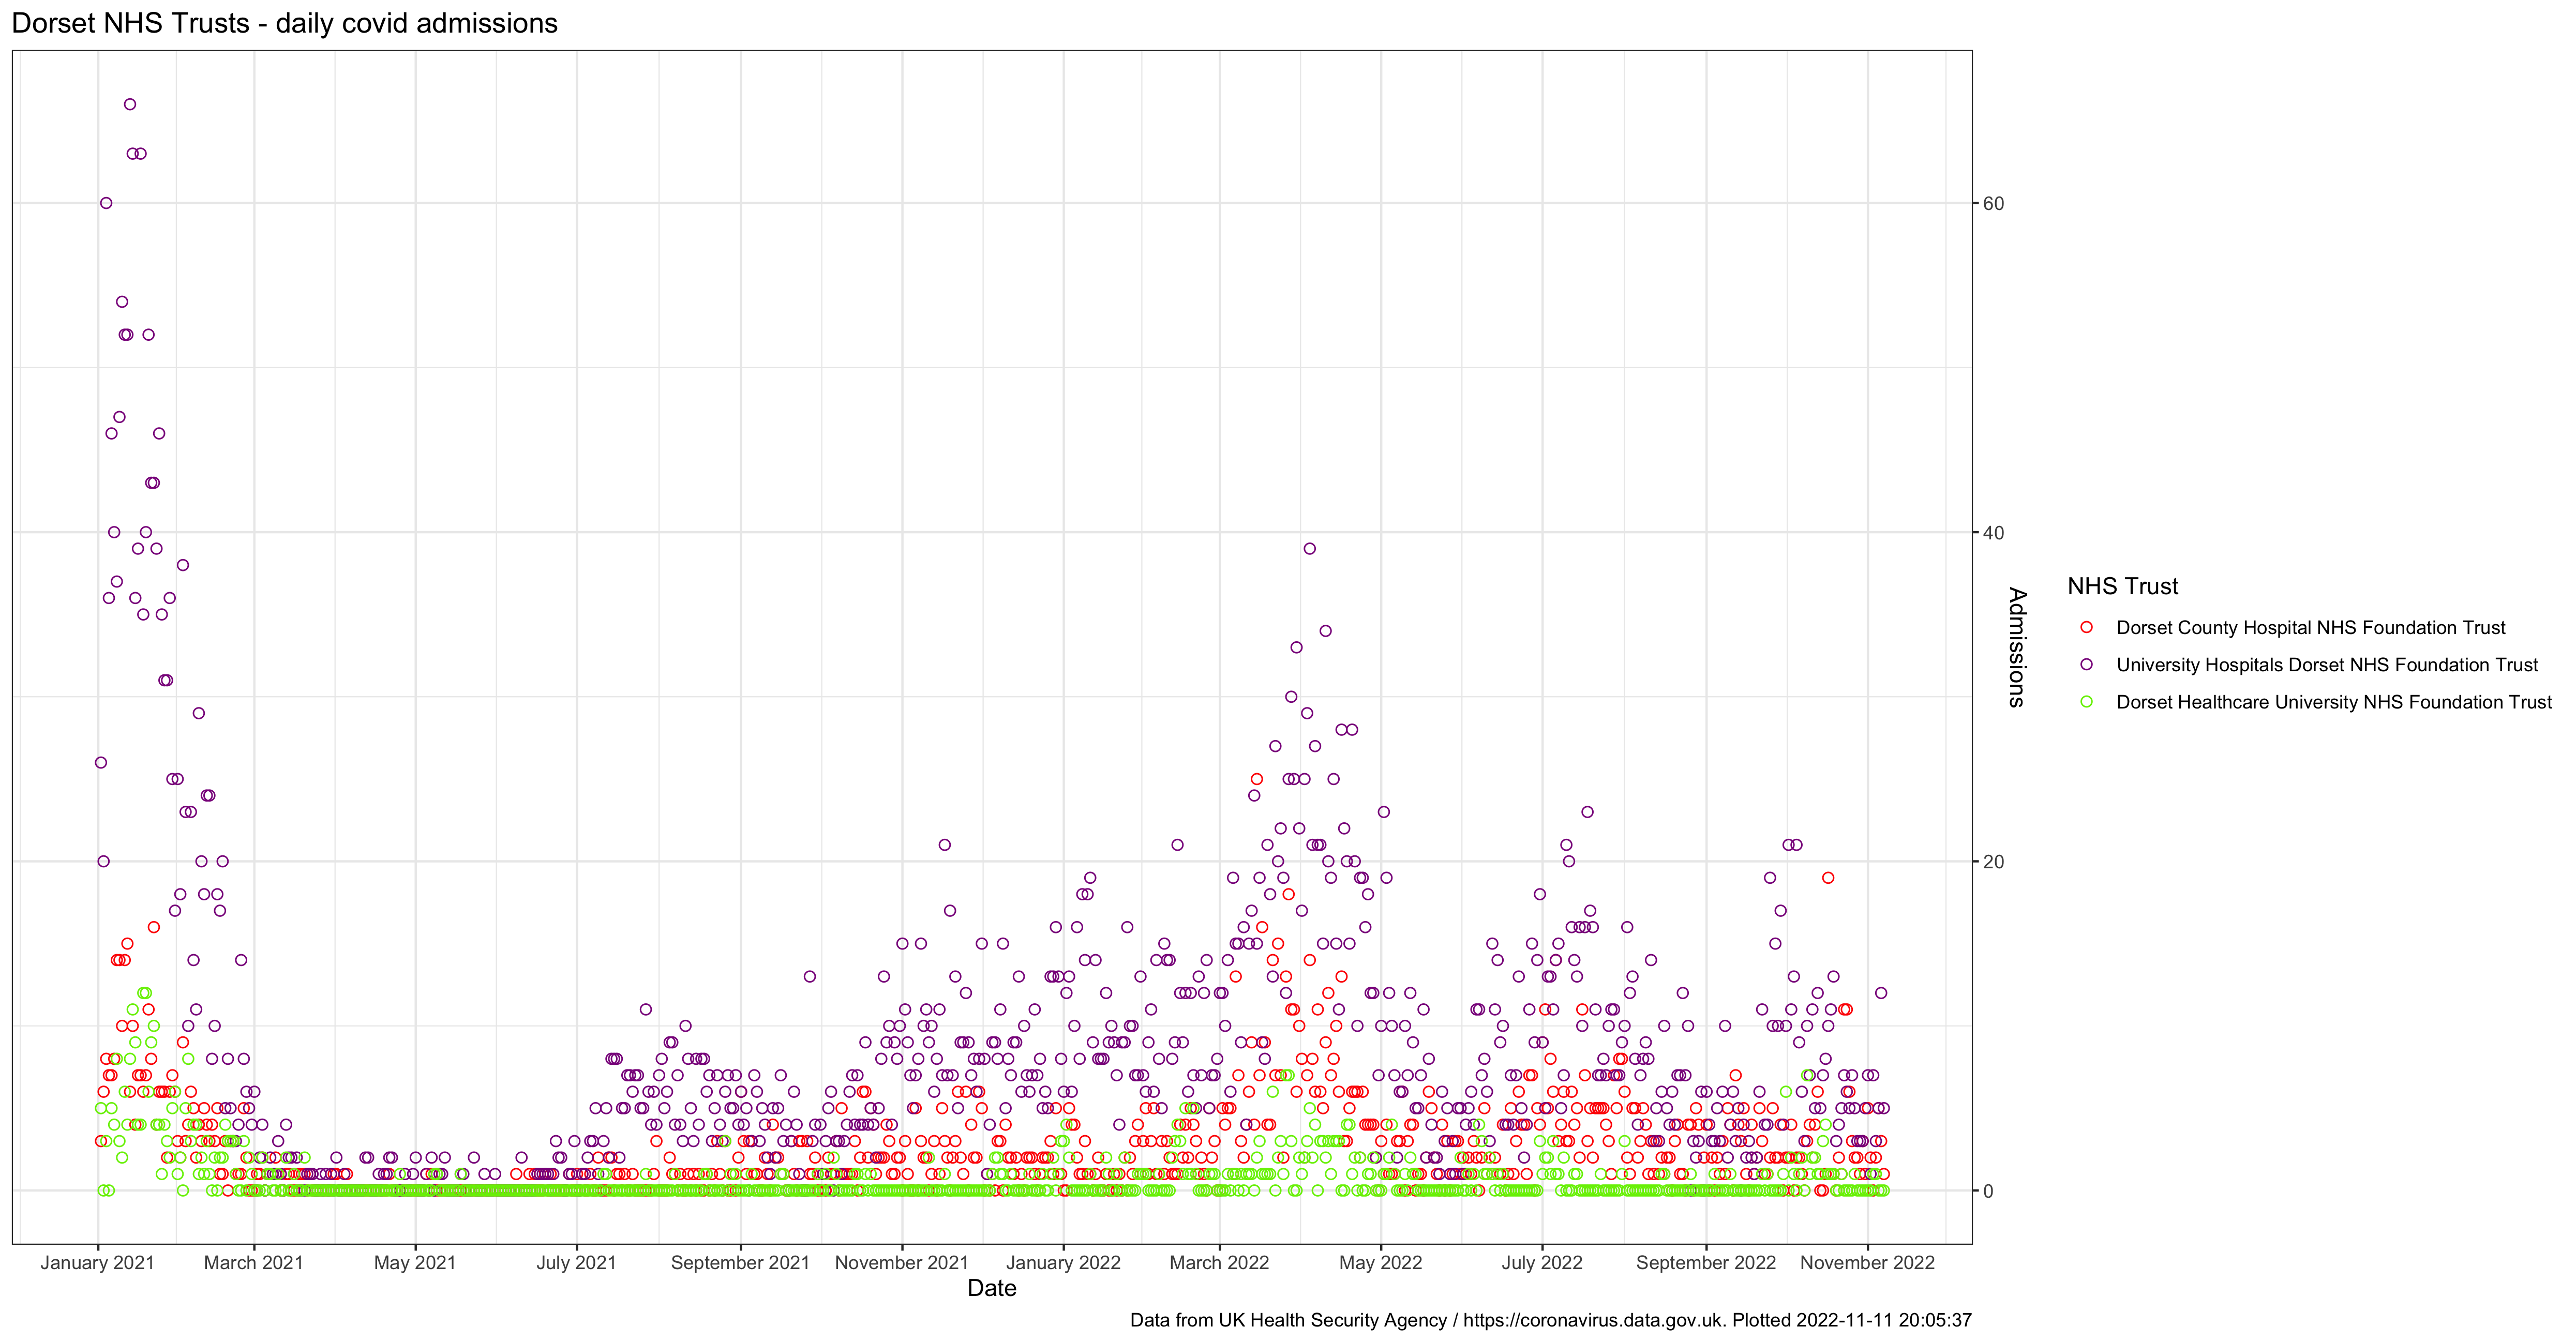 Dorset NHS Trusts - daily covid admissions
60
40
20
0
Admissions
NHS Trust
Dorset County Hospital NHS Foundation Trust
University Hospitals Dorset NHS Foundation Trust
Dorset Healthcare University NHS Foundation Trust
January 2021
March 2021
May 2021
July 2021
September 2021
November 2021
January 2022
March 2022
May 2022
July 2022
September 2022
November 2022
Date
Data from UK Health Security Agency / https://coronavirus.data.gov.uk. Plotted 2022-11-11 20:05:37